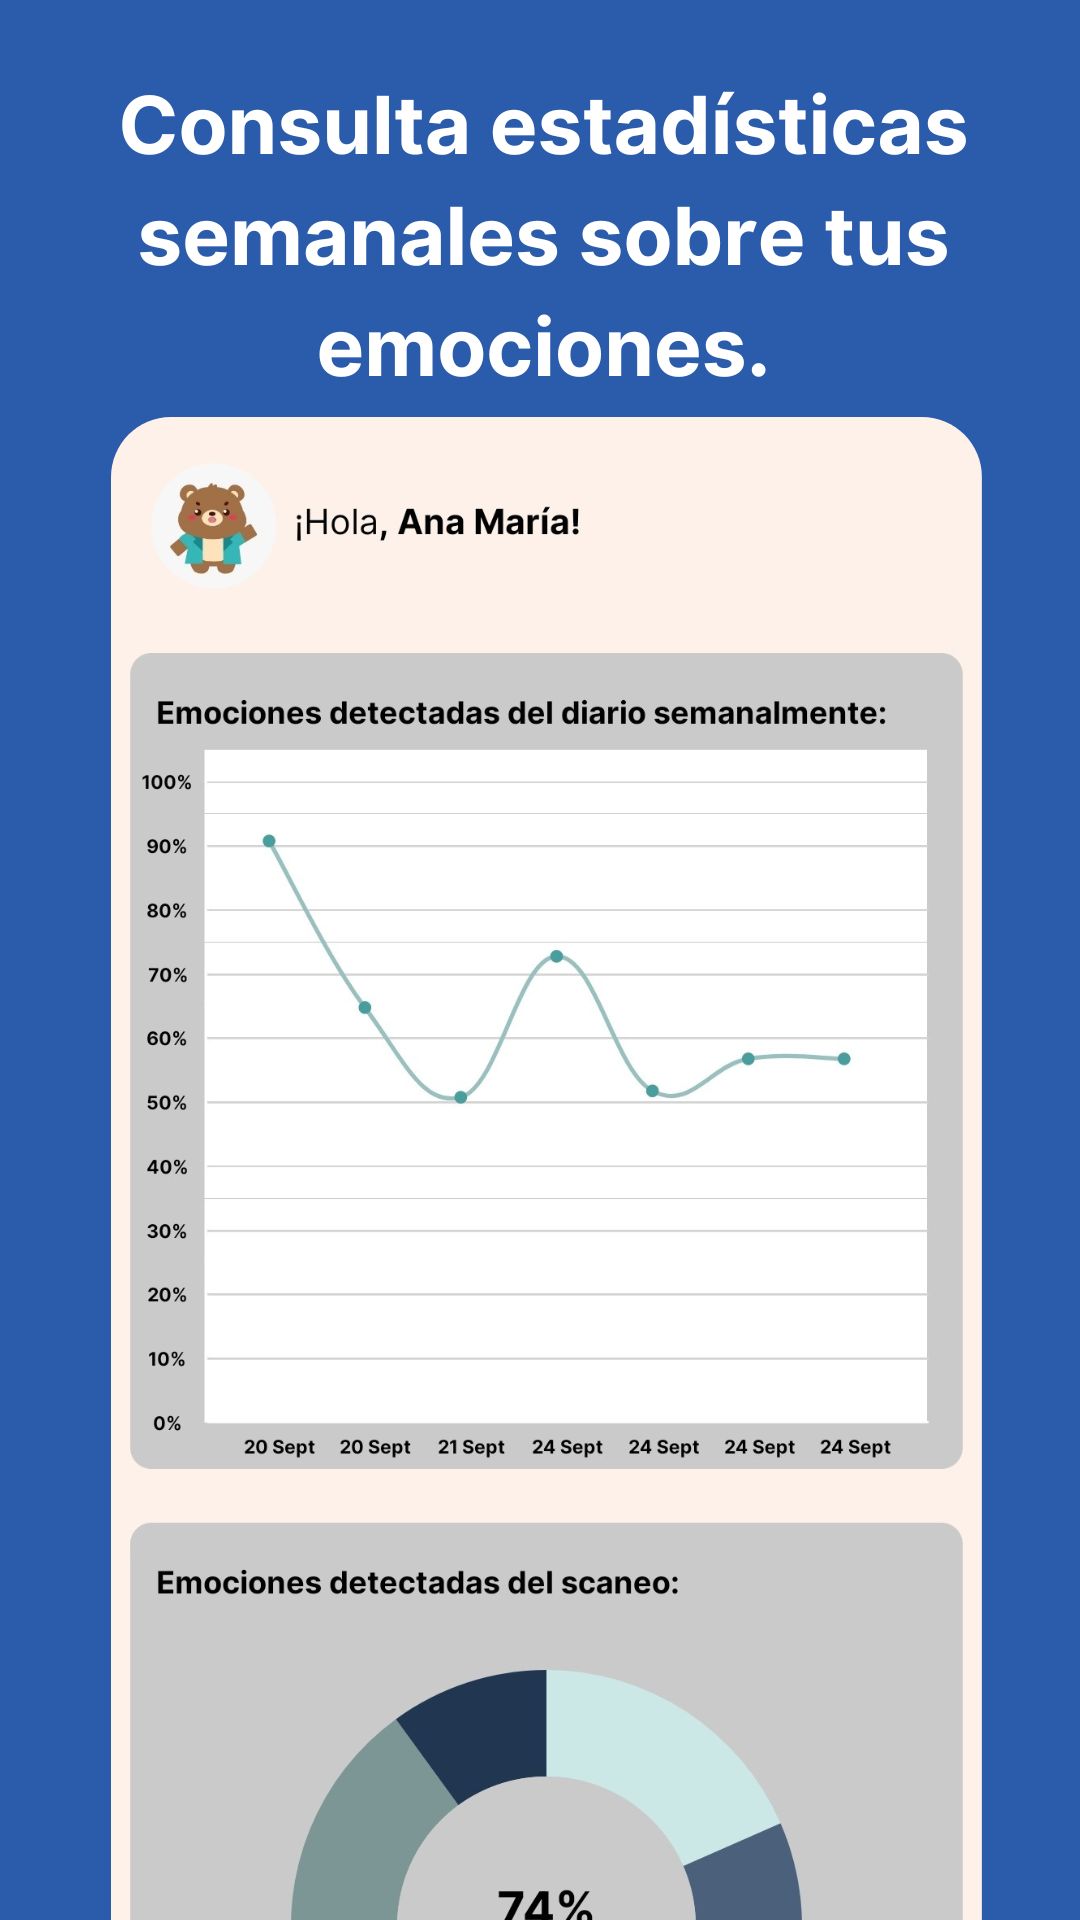 Consulta estadísticas
semanales sobre tus
emociones.
¡Hola, Ana María!
Emociones detectadas del diario semanalmente:
100%
90%
80%
70%
60%
50%
40%
30%
20%
10%
0%
20 Sept 20 Sept 21 Sept 24 Sept 24 Sept 24 Sept 24 Sept
Emociones detectadas del scaneo:
74%